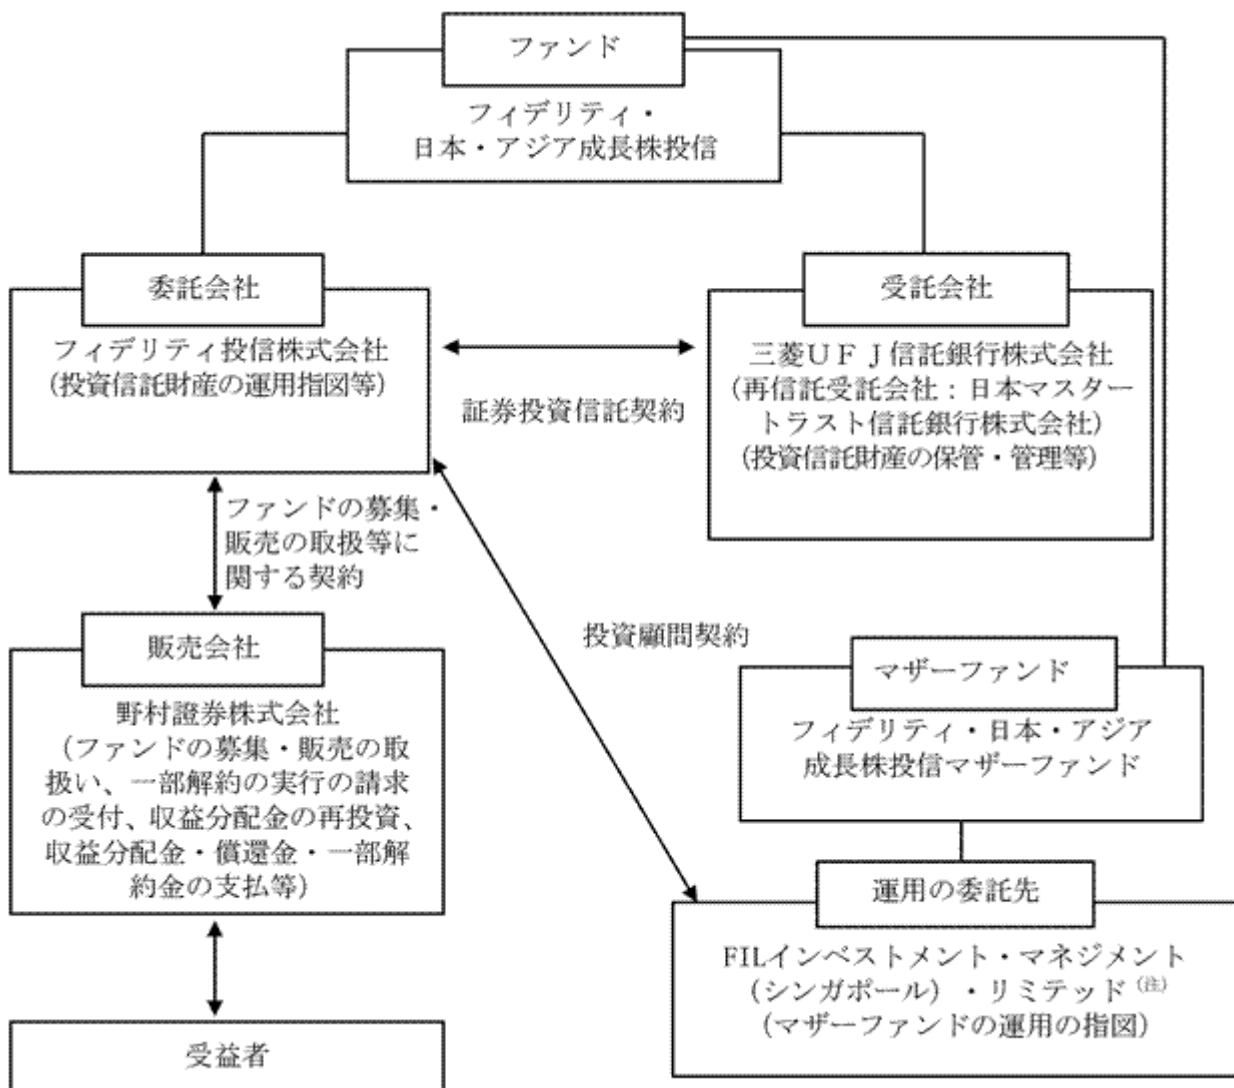 ファンド
フィデリティ・
日本・アジア成長株投信
委託会社
フィデリティ投信株式会社
(投資信託財産の運用指図等)
証券投資信託契約
受託会社
三菱ＵＦＪ信託銀行株式会社
(再信託受託会社：日本マスター
トラスト信託銀行株式会社)
(投資信託財産の保管・管理等)
ファンドの募集・
販売の取扱等に
関する契約
投資顧問契約
販売会社
野村證券株式会社
（ファンドの募集・販売の取
扱い、一部解約の実行の請求
の受付、収益分配金の再投資、
収益分配金・償還金・一部解
約金の支払等）
マザーファンド
フィデリティ・日本・アジア
成長株投信マザーファンド
運用の委託先
FILインベストメント・マネジメント
（シンガポール）・リミテッド(注)
（マザーファンドの運用の指図）
受益者